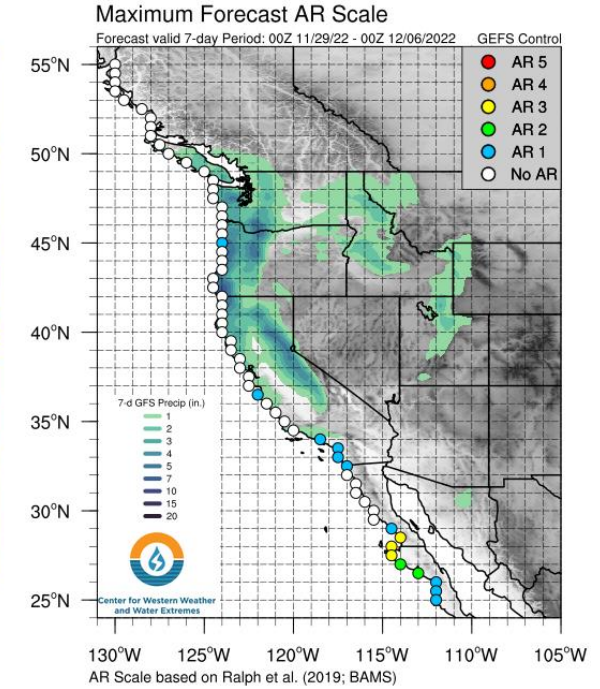 Maximum Forecast AR Scale
Forecast valid 7-day Period: 00Z 11/29/22 - 00Z 12/06/2022 GEFS Control
AR 5
AR 4
AR 3
AR 2
AR 1
No AR
55°N
50°N
45°N
40°N
35°N
30°N
25°N
7-d GFS Precip (in.)
1
2
3
4
5
7
10
15
20
Center for Western Weather
and Water Extremes
130°W 125°W 120°W 115°W 110°W 105°W
AR Scale based on Ralph et al. (2019; BAMS)